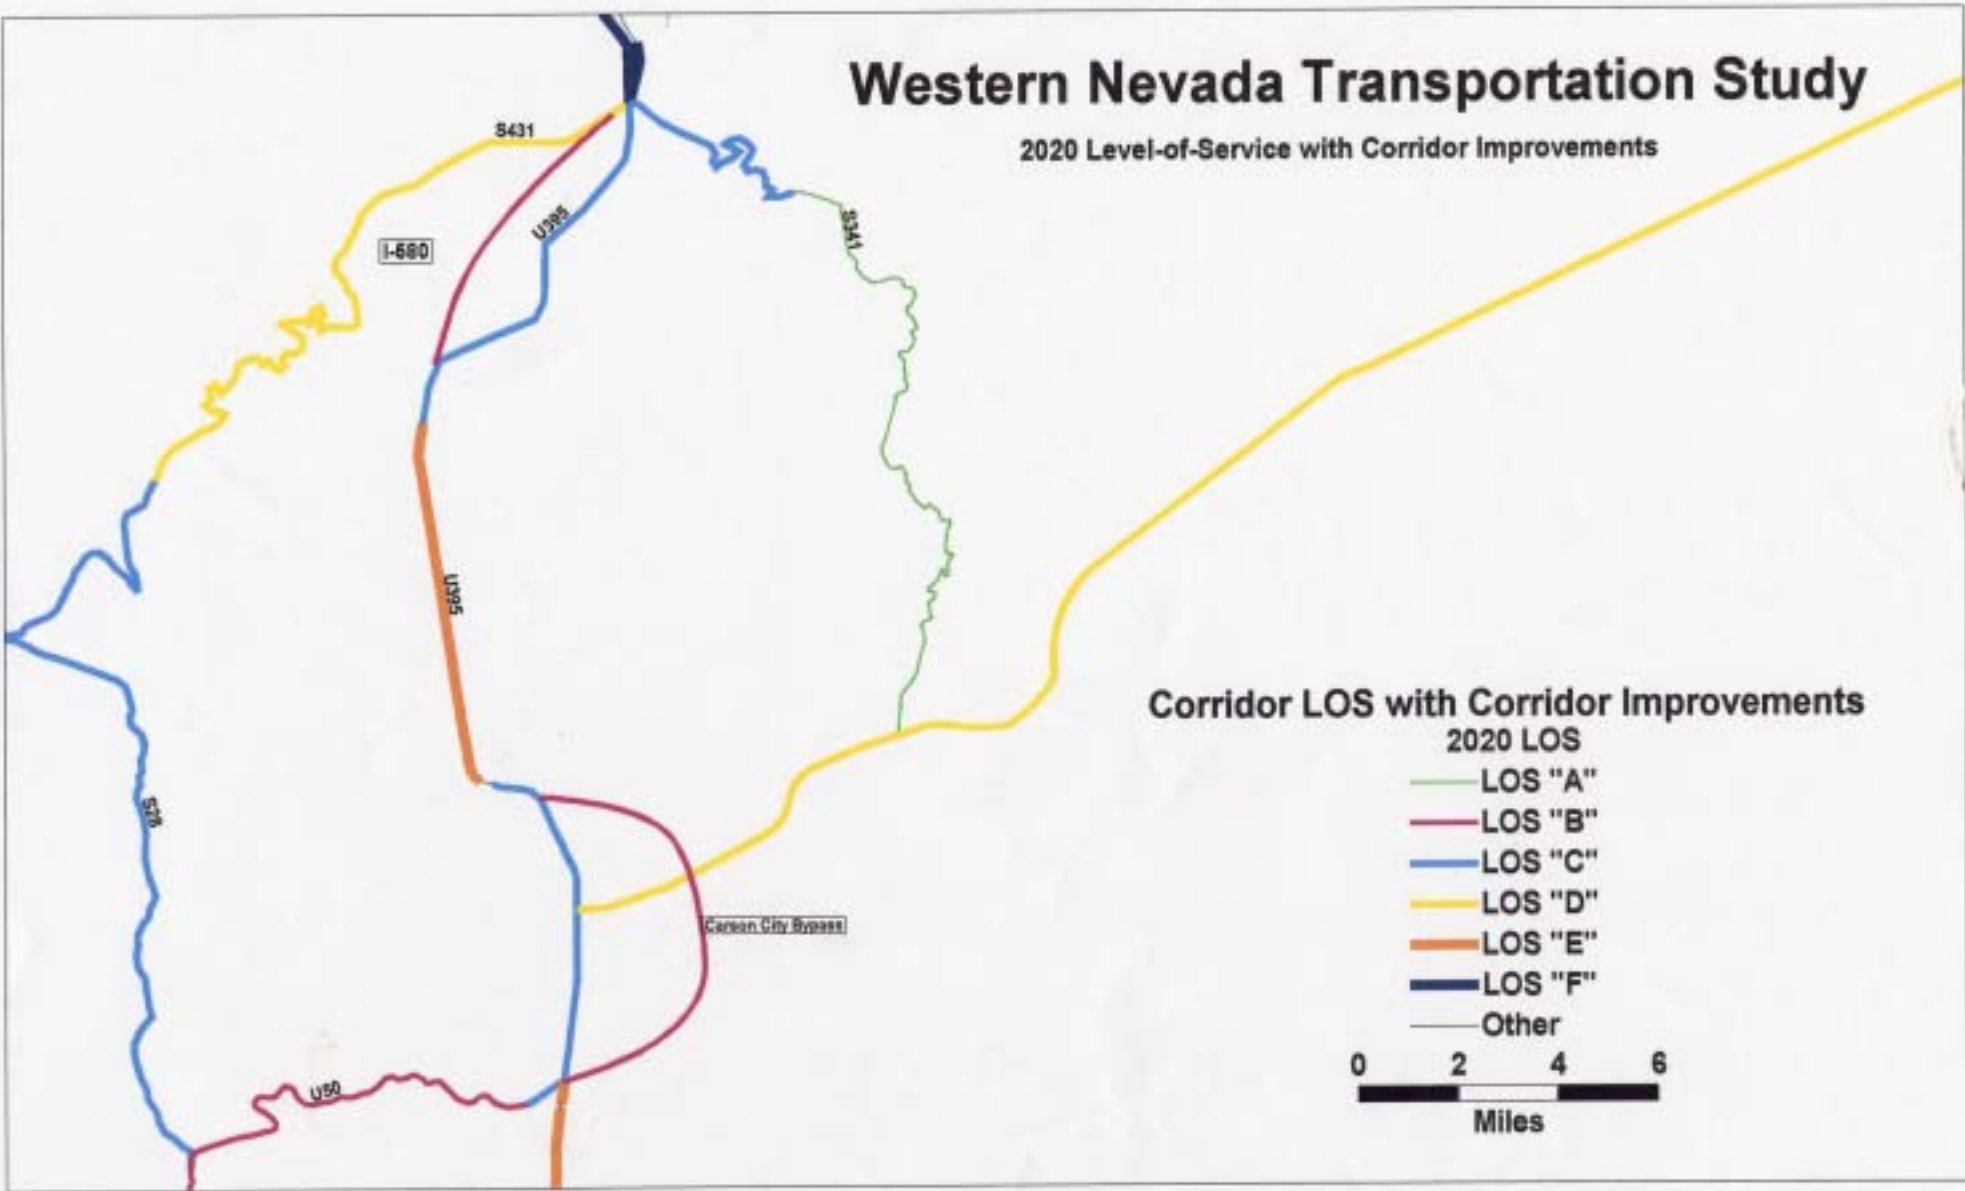 Western Nevada Transportation Study
2020 Level-of-Service with Corridor Improvements
S431
U395
I-580
S341
U395
S28
U50
Carson City Bypass
Corridor LOS with Corridor Improvements
2020 LOS
LOS "A"
LOS "B"
LOS "C"
LOS "D"
LOS "E"
LOS "F"
Other
0 2 4 6
Miles